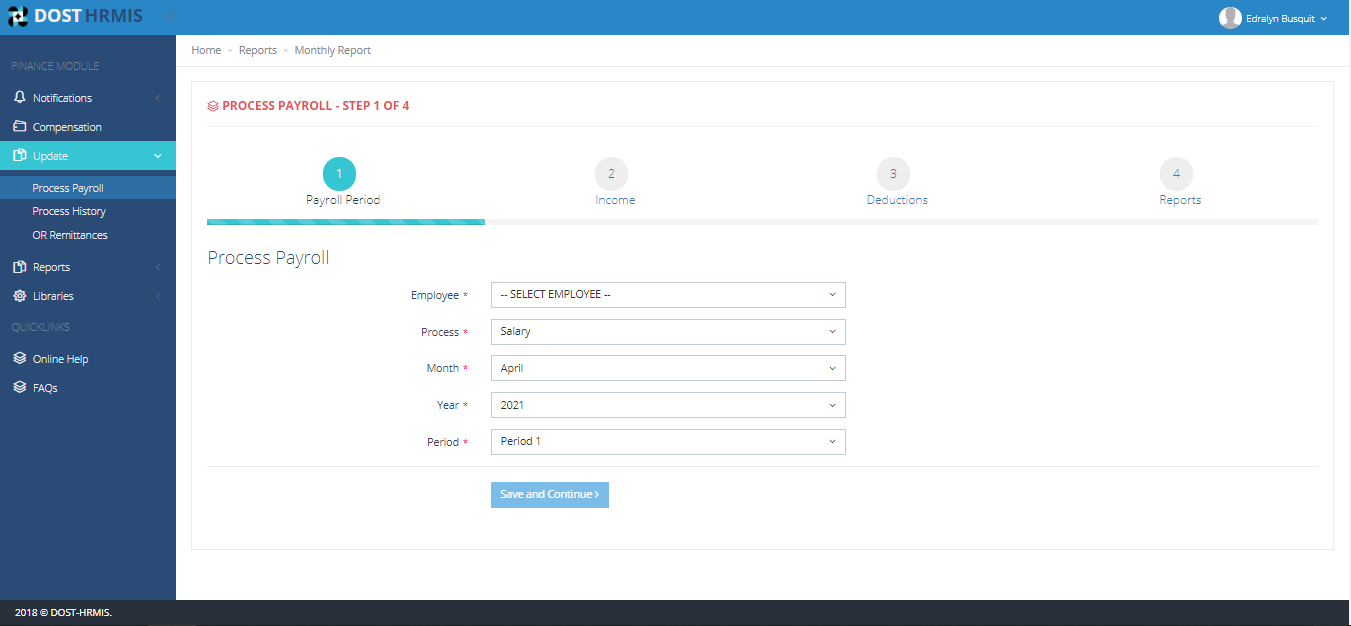 DOST HRMIS
Edralyn Busquit
FINANCE MODULE
Notifications
Compensation
Update
Process Payroll
Process History
OR Remittances
Reports
Libraries
QUICKLINKS
Online Help
FAQs
Home • Reports • Monthly Report
PROCESS PAYROLL - STEP 1 OF 4
1 2 3 4
Payroll Period Income Deductions Reports
Process Payroll
Employee * -- SELECT EMPLOYEE --
Process * Salary
Month * April
Year * 2021
Period * Period 1
Save and Continue >
2018 © DOST-HRMIS.